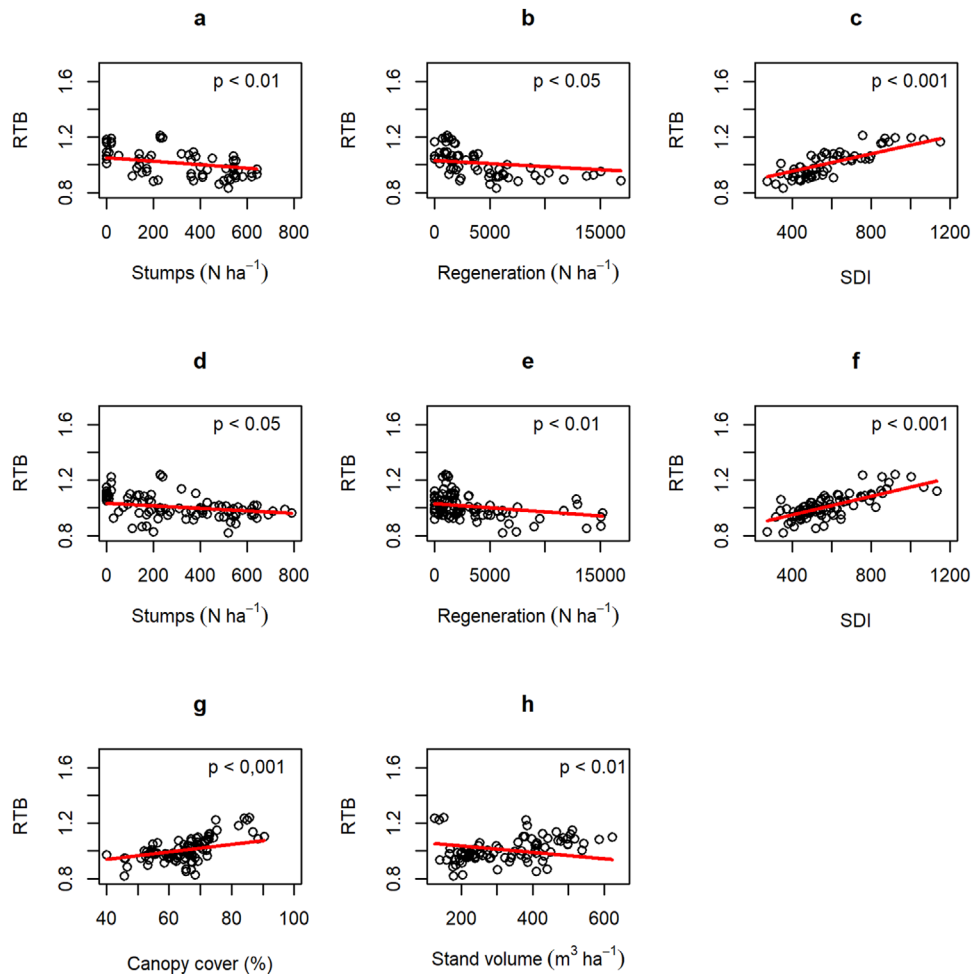 a b c
p < 0.01 p < 0.05 p < 0.001
RTB RTB RTB
0.8 1.2 1.6 0.8 1.2 1.6 0.8 1.2 1.6
0 200 400 600 800 0 5000 15000 400 800 1200
Stumps (N ha⁻¹) Regeneration (N ha⁻¹) SDI
d e f
p < 0.05 p < 0.01 p < 0.001
RTB RTB RTB
0.8 1.2 1.6 0.8 1.2 1.6 0.8 1.2 1.6
0 200 400 600 800 0 5000 15000 400 800 1200
Stumps (N ha⁻¹) Regeneration (N ha⁻¹) SDI
g h
p < 0,001 p < 0.01
RTB RTB
0.8 1.2 1.6 0.8 1.2 1.6
40 60 80 100 200 400 600
Canopy cover (%) Stand volume (m³ ha⁻¹)